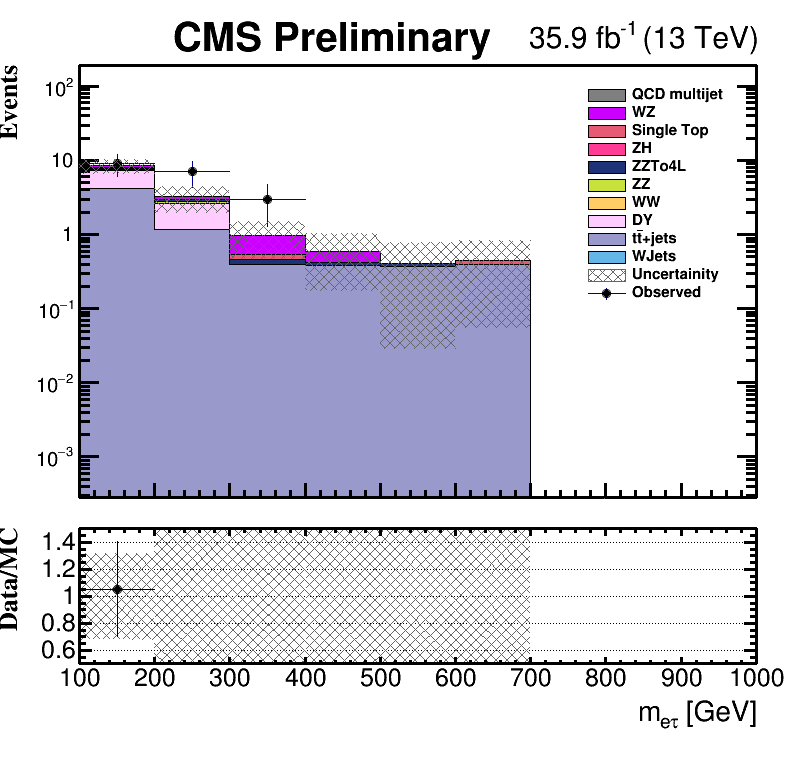 CMS Preliminary 35.9 fb⁻¹ (13 TeV)
Events
10²
10
1
10⁻¹
10⁻²
10⁻³
QCD multijet
WZ
Single Top
ZH
ZZTo4L
ZZ
WW
DY
tt̄+jets
WJets
Uncertainity
Observed
Data/MC
1.4
1.2
1
0.8
0.6
100 200 300 400 500 600 700 800 900 1000
m_eτ [GeV]